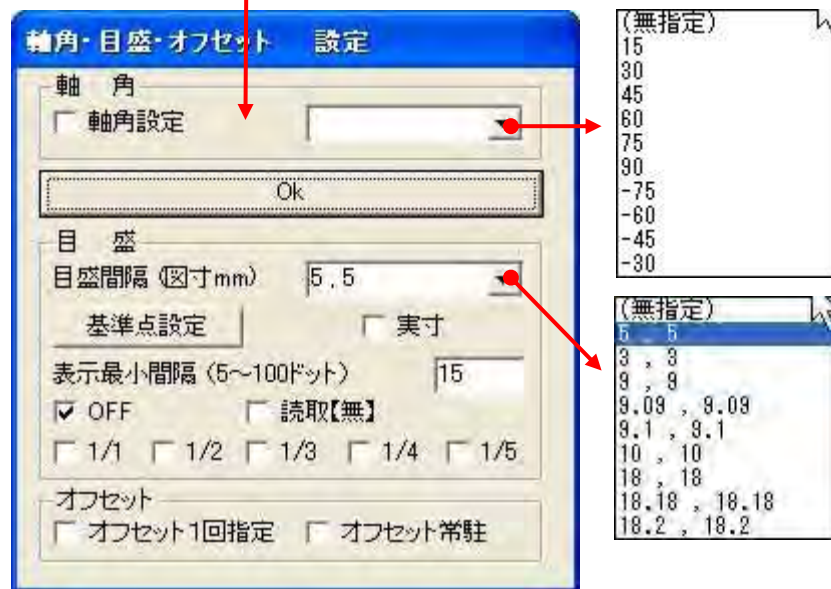 軸角・目盛・オフセット 設定
軸 角
軸角設定
Ok
目 盛
目盛間隔 (図寸mm) 5 , 5
基準点設定 実寸
表示最小間隔 (5~100ドット) 15
OFF 読取【無】
1/1 1/2 1/3 1/4 1/5
オフセット
オフセット1回指定 オフセット常駐
(無指定)
15
30
45
60
75
90
-75
-60
-45
-30
(無指定)
5 , 5
3 , 3
9 , 9
9.09 , 9.09
9.1 , 9.1
10 , 10
18 , 18
18.18 , 18.18
18.2 , 18.2